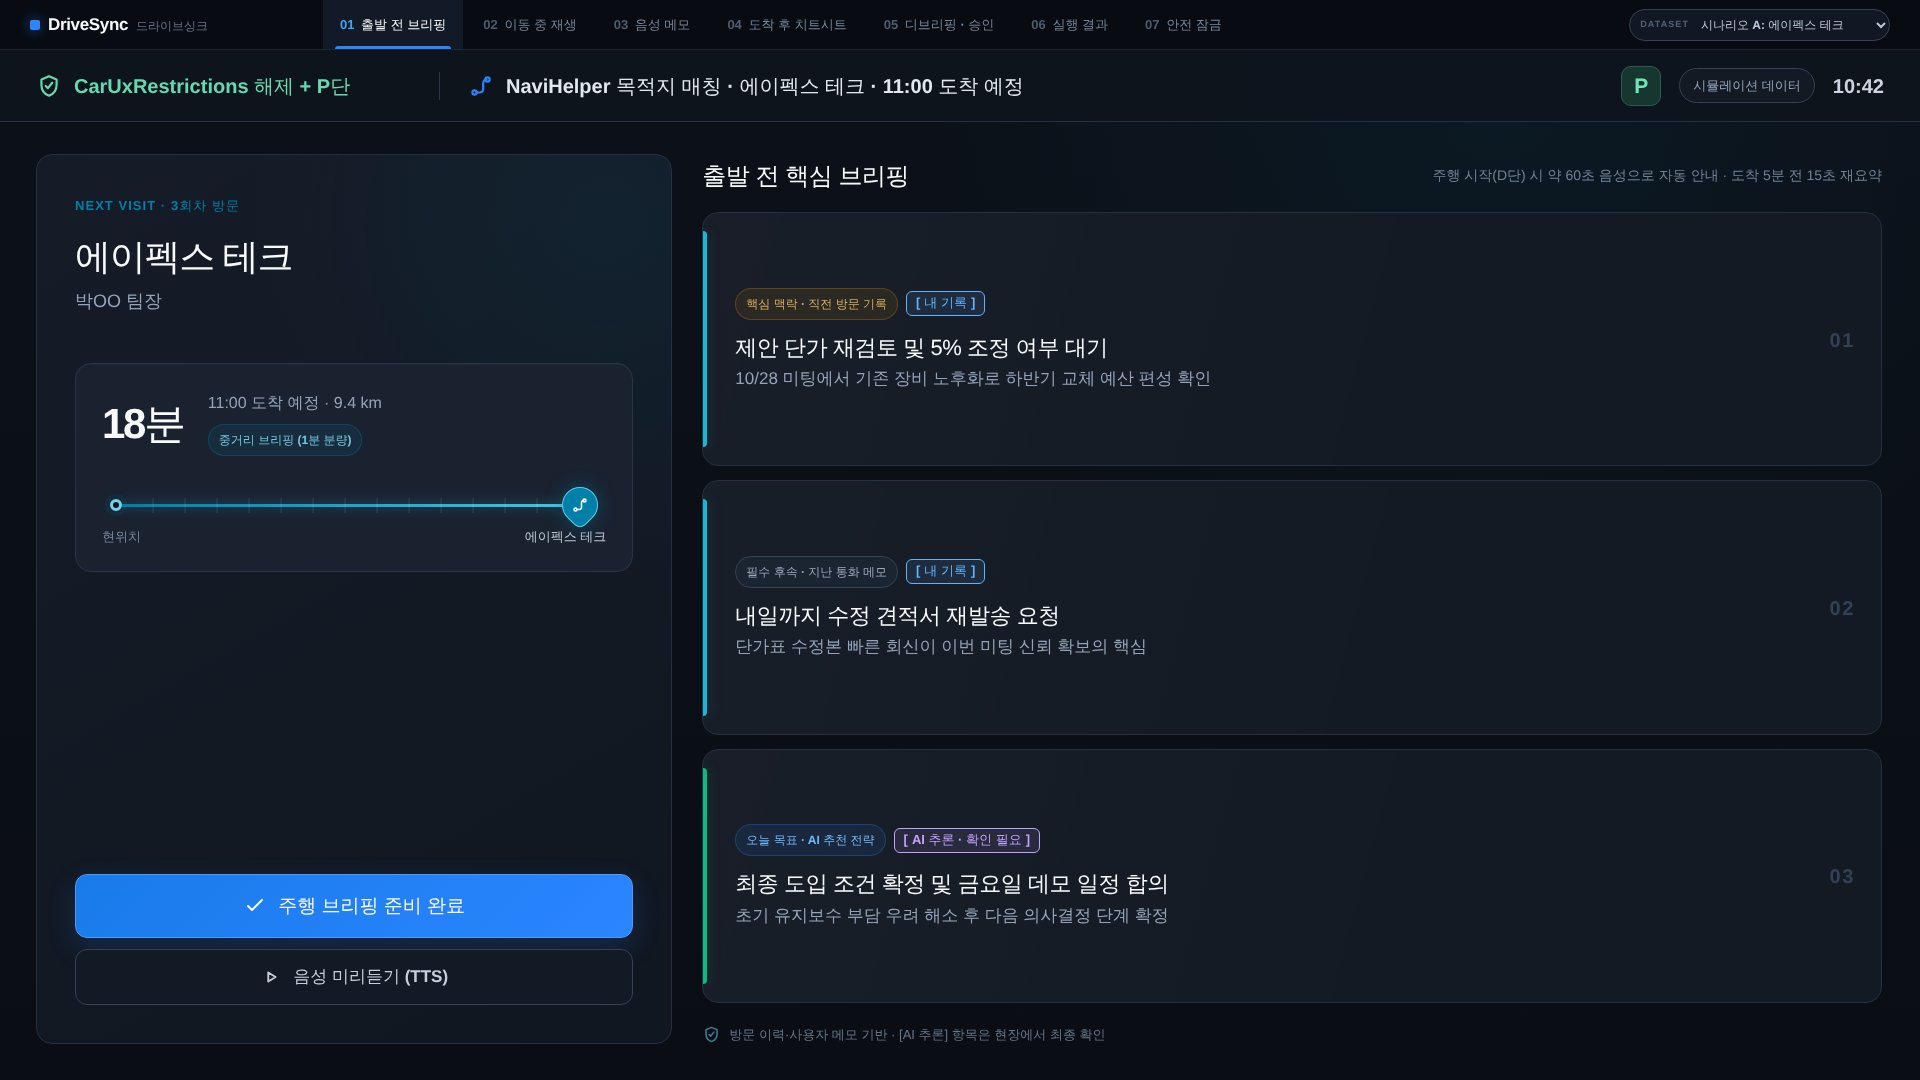 DriveSync 드라이브싱크
01 출발 전 브리핑
02 이동 중 재생
03 음성 메모
04 도착 후 치트시트
05 디브리핑 · 승인
06 실행 결과
07 안전 잠금
DATASET 시나리오 A: 에이펙스 테크
CarUxRestrictions 해제 + P단
NaviHelper 목적지 매칭 · 에이펙스 테크 · 11:00 도착 예정
P
시뮬레이션 데이터
10:42
NEXT VISIT · 3회차 방문
에이펙스 테크
박OO 팀장
18분
11:00 도착 예정 · 9.4 km
중거리 브리핑 (1분 분량)
현위치
에이펙스 테크
주행 브리핑 준비 완료
음성 미리듣기 (TTS)
출발 전 핵심 브리핑
주행 시작(D단) 시 약 60초 음성으로 자동 안내 · 도착 5분 전 15초 재요약
핵심 맥락 · 직전 방문 기록
[ 내 기록 ]
제안 단가 재검토 및 5% 조정 여부 대기
10/28 미팅에서 기존 장비 노후화로 하반기 교체 예산 편성 확인
01
필수 후속 · 지난 통화 메모
[ 내 기록 ]
내일까지 수정 견적서 재발송 요청
단가표 수정본 빠른 회신이 이번 미팅 신뢰 확보의 핵심
02
오늘 목표 · AI 추천 전략
[ AI 추론 · 확인 필요 ]
최종 도입 조건 확정 및 금요일 데모 일정 합의
초기 유지보수 부담 우려 해소 후 다음 의사결정 단계 확정
03
방문 이력·사용자 메모 기반 · [AI 추론] 항목은 현장에서 최종 확인